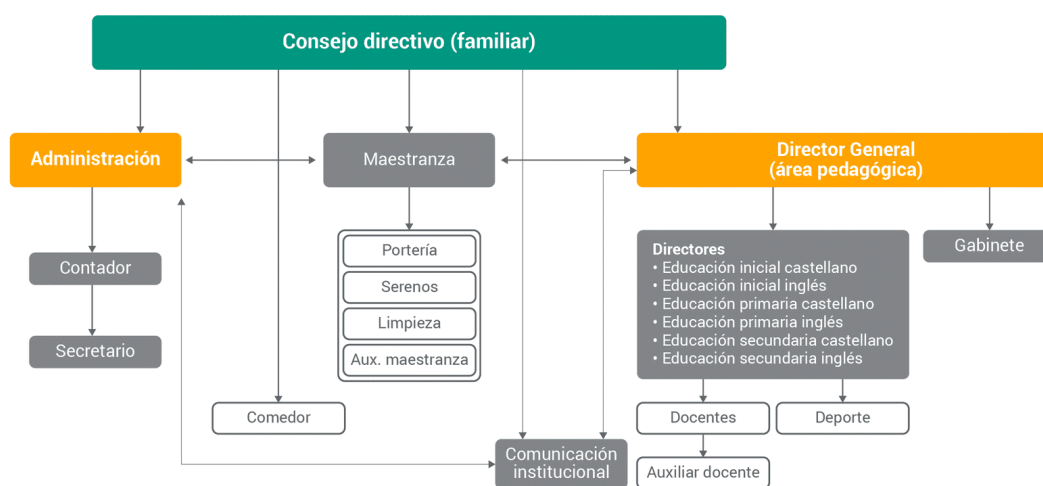 Consejo directivo (familiar)
Administración
Maestranza
Director General
(área pedagógica)
Contador
Secretario
Portería
Serenos
Limpieza
Aux. maestranza
Comedor
Comunicación
institucional
Directores
• Educación inicial castellano
• Educación inicial inglés
• Educación primaria castellano
• Educación primaria inglés
• Educación secundaria castellano
• Educación secundaria inglés
Gabinete
Docentes
Deporte
Auxiliar docente